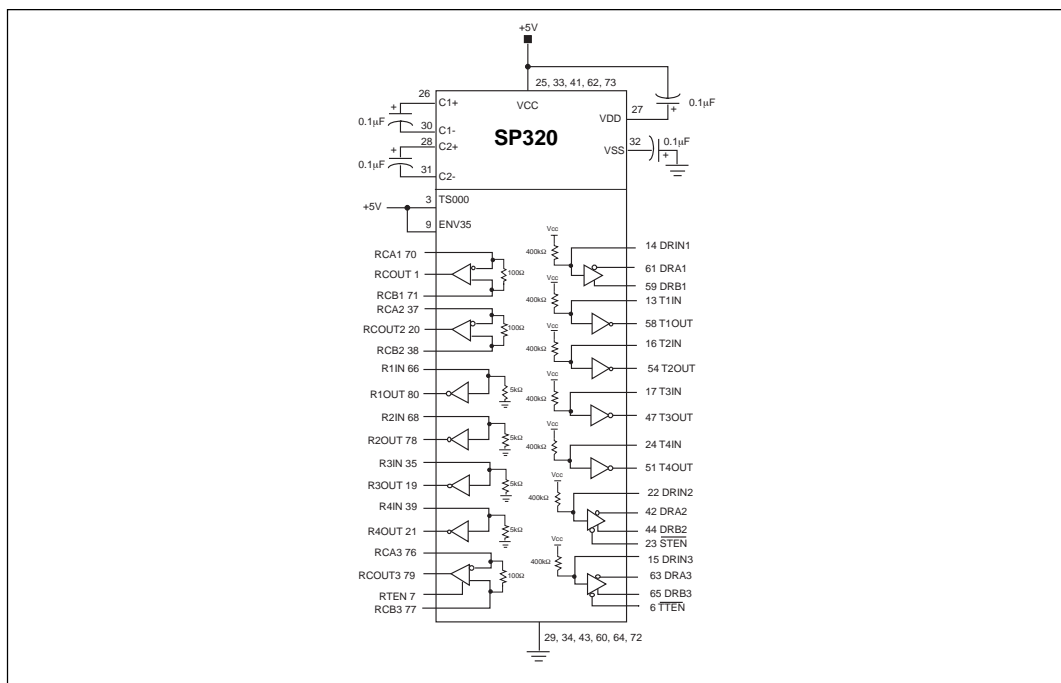 +5V
25, 33, 41, 62, 73
26
C1+
VCC
27
VDD
0.1µF
0.1µF
30
C1-
SP320
28
C2+
32
VSS
0.1µF
0.1µF
31
C2-
3
TS000
+5V
9
ENV35
RCA1 70
RCOUT 1
RCB1 71
100Ω
RCA2 37
RCOUT2 20
RCB2 38
100Ω
R1IN 66
R1OUT 80
5kΩ
R2IN 68
R2OUT 78
5kΩ
R3IN 35
R3OUT 19
5kΩ
R4IN 39
R4OUT 21
5kΩ
RCA3 76
RCOUT3 79
RTEN 7
RCB3 77
100Ω
Vcc
400kΩ
14 DRIN1
61 DRA1
59 DRB1
Vcc
400kΩ
13 T1IN
58 T1OUT
Vcc
400kΩ
16 T2IN
54 T2OUT
Vcc
400kΩ
17 T3IN
47 T3OUT
Vcc
400kΩ
24 T4IN
51 T4OUT
Vcc
400kΩ
22 DRIN2
42 DRA2
44 DRB2
23 STEN
Vcc
400kΩ
15 DRIN3
63 DRA3
65 DRB3
6 TTEN
29, 34, 43, 60, 64, 72